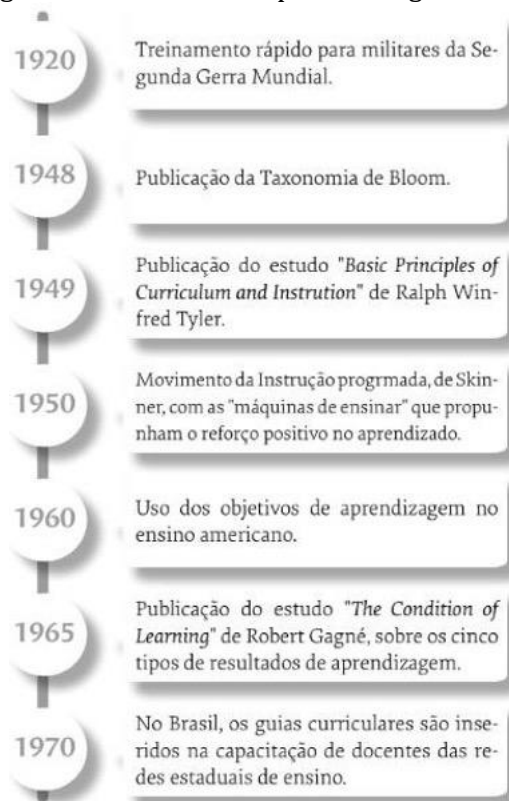 1920
Treinamento rápido para militares da Se-
gunda Gerra Mundial.
1948
Publicação da Taxonomia de Bloom.
1949
Publicação do estudo "Basic Principles of
Curriculum and Instrution" de Ralph Win-
fred Tyler.
1950
Movimento da Instrução progrmada, de Skin-
ner, com as "máquinas de ensinar" que propu-
nham o reforço positivo no aprendizado.
1960
Uso dos objetivos de aprendizagem no
ensino americano.
1965
Publicação do estudo "The Condition of
Learning" de Robert Gagné, sobre os cinco
tipos de resultados de aprendizagem.
1970
No Brasil, os guias curriculares são inse-
ridos na capacitação de docentes das re-
des estaduais de ensino.